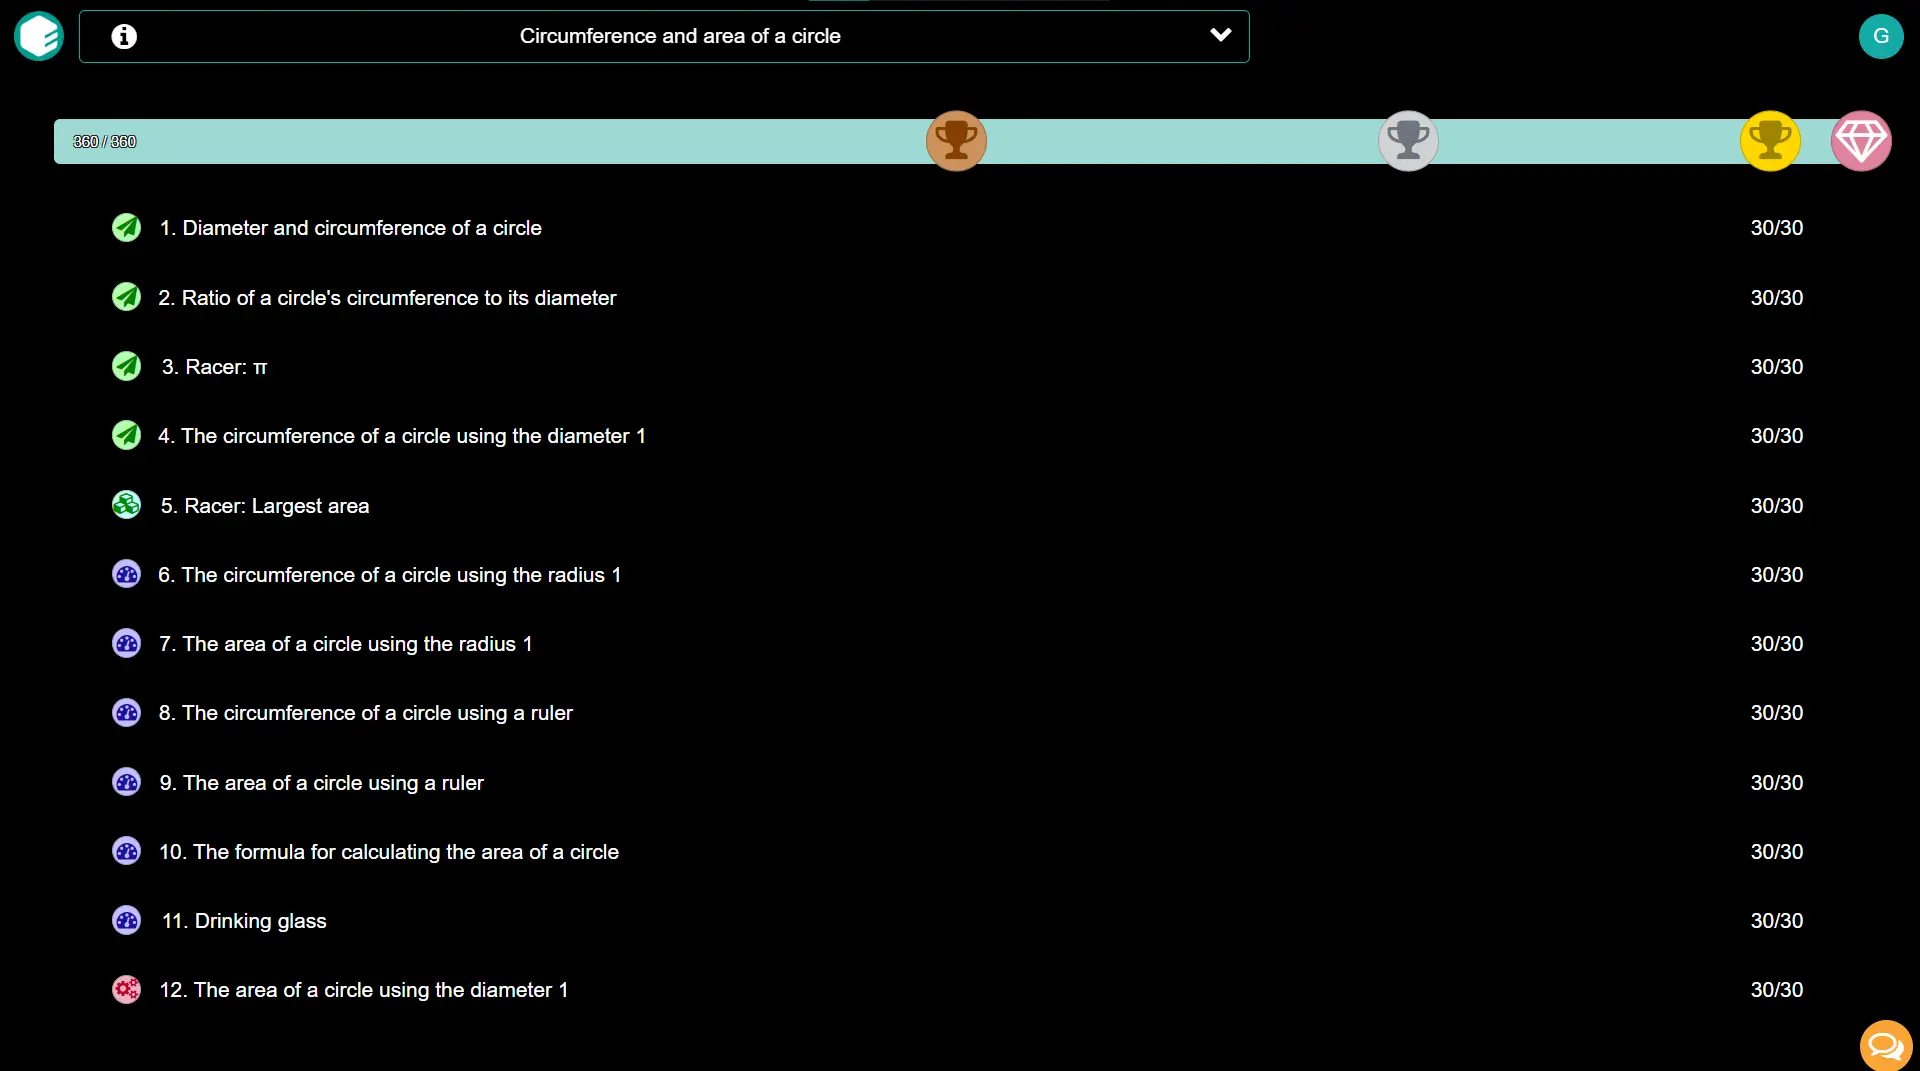 Circumference and area of a circle
G
360 / 360
1. Diameter and circumference of a circle 30/30
2. Ratio of a circle's circumference to its diameter 30/30
3. Racer: π 30/30
4. The circumference of a circle using the diameter 1 30/30
5. Racer: Largest area 30/30
6. The circumference of a circle using the radius 1 30/30
7. The area of a circle using the radius 1 30/30
8. The circumference of a circle using a ruler 30/30
9. The area of a circle using a ruler 30/30
10. The formula for calculating the area of a circle 30/30
11. Drinking glass 30/30
12. The area of a circle using the diameter 1 30/30